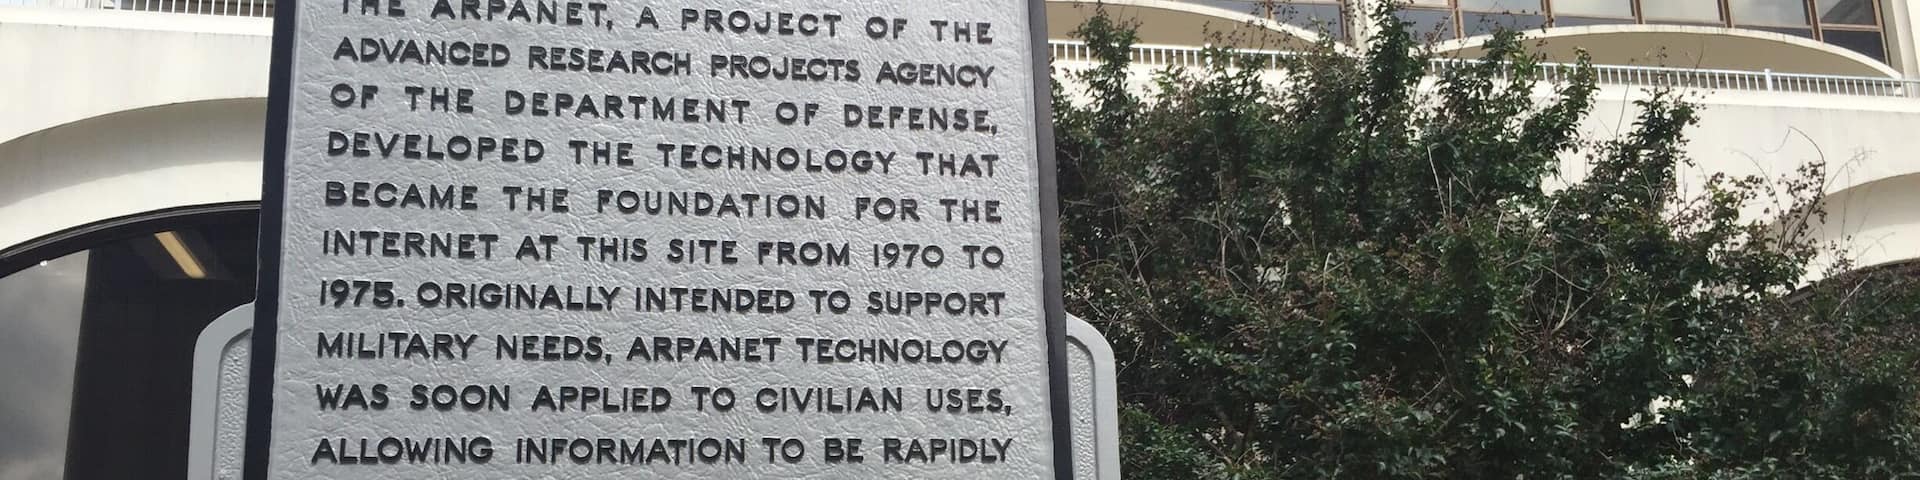 THE ARPANET, A PROJECT OF THE
ADVANCED RESEARCH PROJECTS AGENCY
OF THE DEPARTMENT OF DEFENSE,
DEVELOPED THE TECHNOLOGY THAT
BECAME THE FOUNDATION FOR THE
INTERNET AT THIS SITE FROM 1970 TO
1975. ORIGINALLY INTENDED TO SUPPORT
MILITARY NEEDS, ARPANET TECHNOLOGY
WAS SOON APPLIED TO CIVILIAN USES,
ALLOWING INFORMATION TO BE RAPIDLY